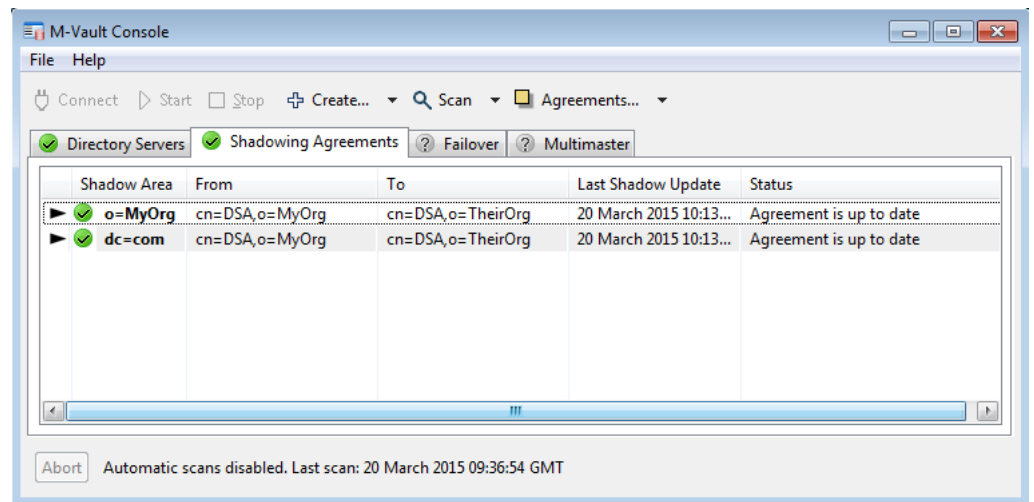 M-Vault Console
File Help
Connect Start Stop Create... Scan Agreements...
Directory Servers Shadowing Agreements ? Failover ? Multimaster
Shadow Area From To Last Shadow Update Status
o=MyOrg cn=DSA,o=MyOrg cn=DSA,o=TheirOrg 20 March 2015 10:13... Agreement is up to date
dc=com cn=DSA,o=MyOrg cn=DSA,o=TheirOrg 20 March 2015 10:13... Agreement is up to date
Abort Automatic scans disabled. Last scan: 20 March 2015 09:36:54 GMT